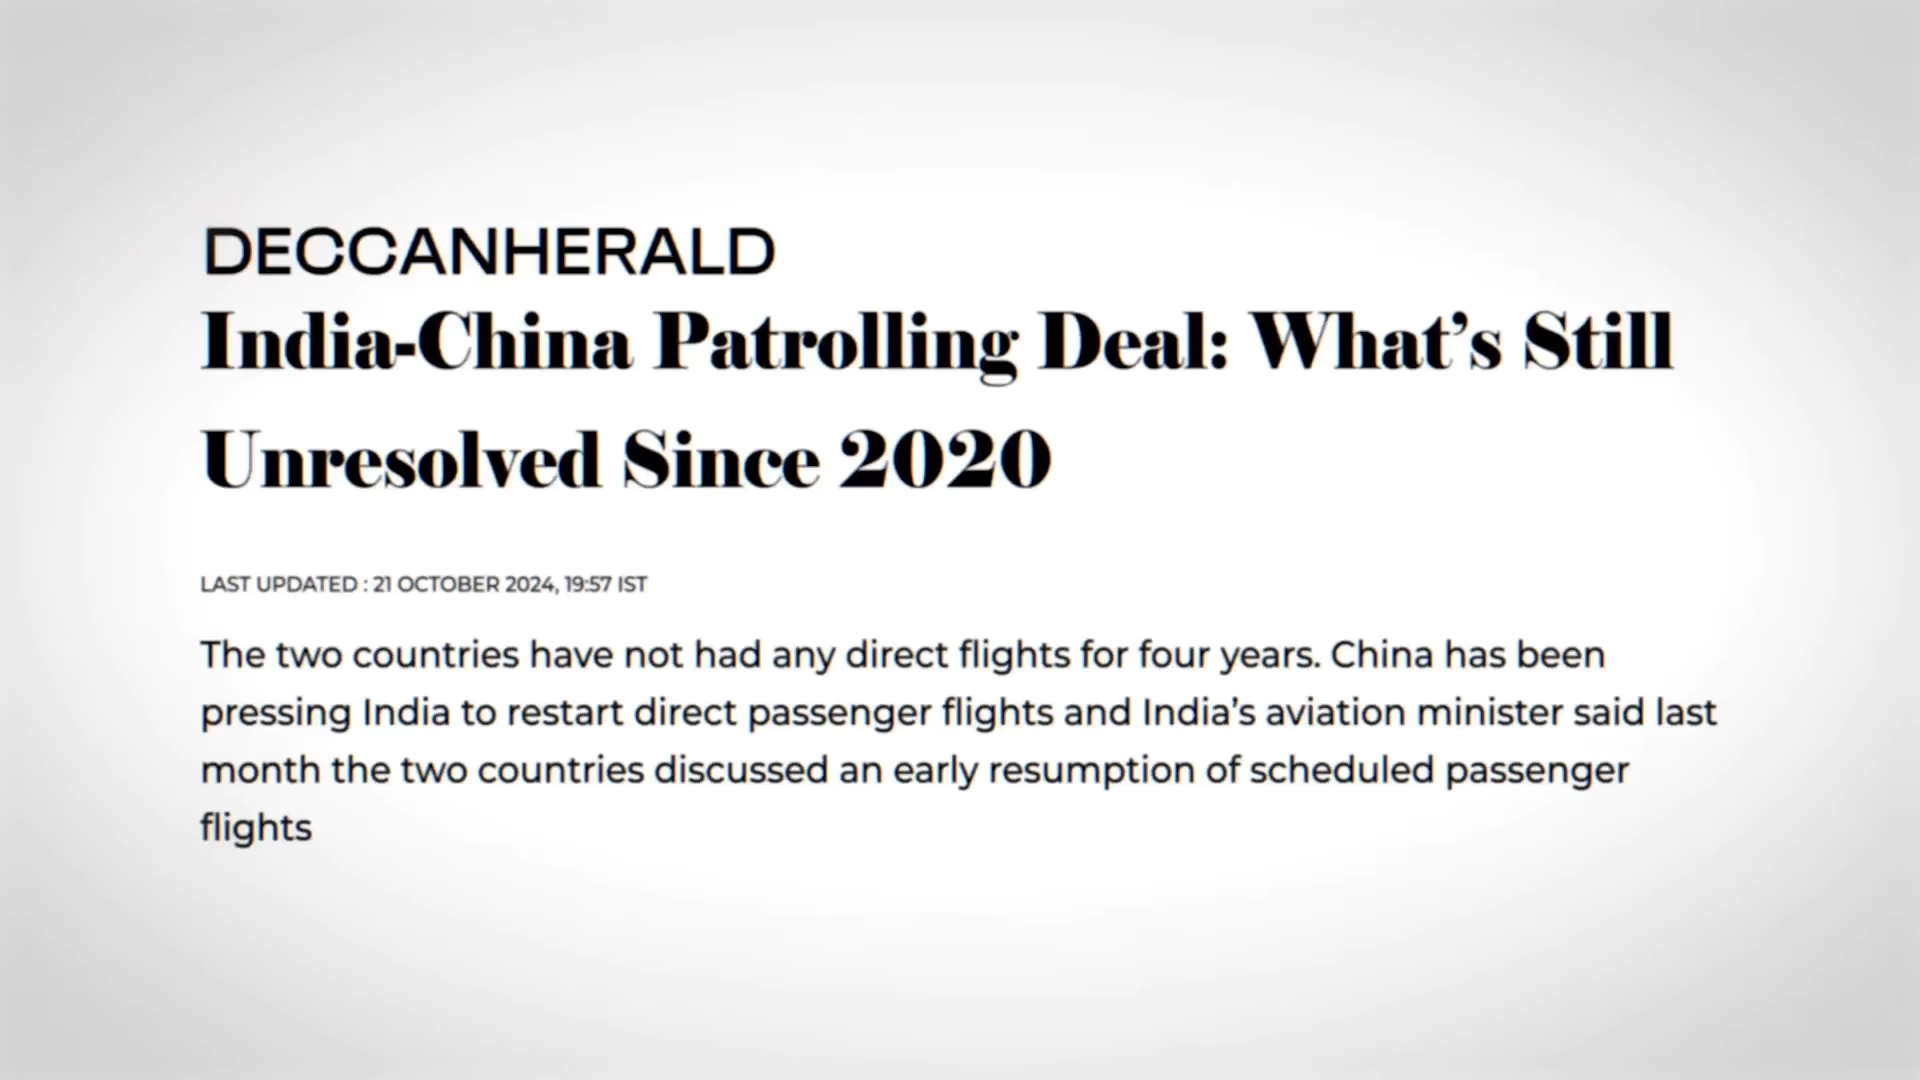 DECCANHERALD
India-China Patrolling Deal: What’s Still
Unresolved Since 2020
LAST UPDATED : 21 OCTOBER 2024, 19:57 IST
The two countries have not had any direct flights for four years. China has been
pressing India to restart direct passenger flights and India’s aviation minister said last
month the two countries discussed an early resumption of scheduled passenger
flights